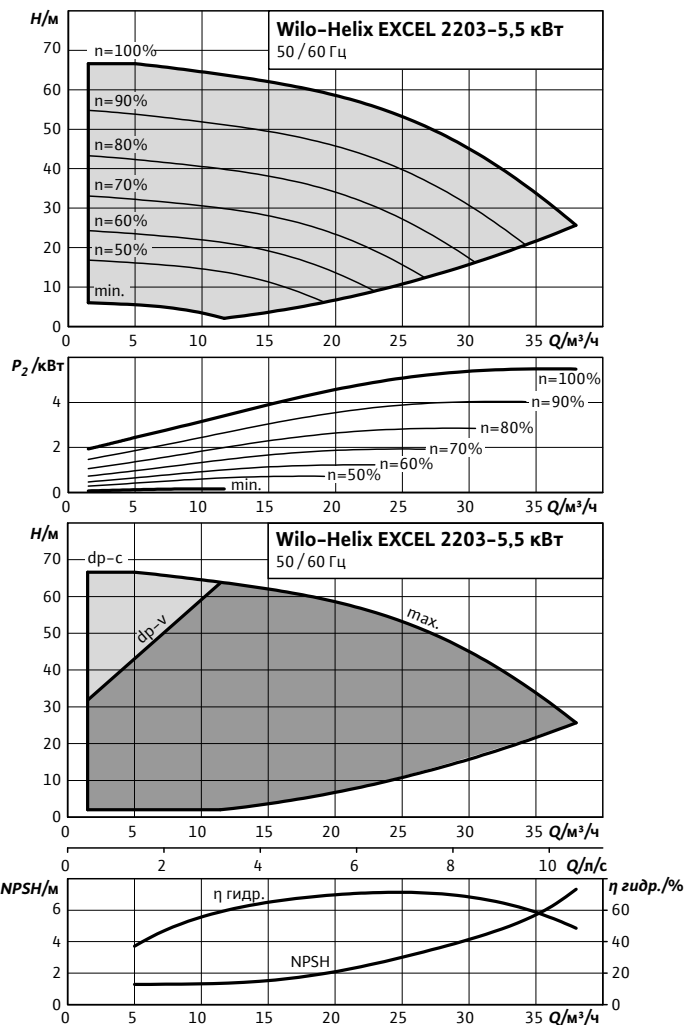 H/м
Wilo-Helix EXCEL 2203-5,5 кВт
50 / 60 Гц
70
60
50
40
30
20
10
0
n=100%
n=90%
n=80%
n=70%
n=60%
n=50%
min.
0 5 10 15 20 25 30 35 Q/м³/ч
P₂ /кВт
4
2
0
n=100%
n=90%
n=80%
n=70%
n=60%
n=50%
min.
0 5 10 15 20 25 30 35 Q/м³/ч
H/м
Wilo-Helix EXCEL 2203-5,5 кВт
50 / 60 Гц
70
60
50
40
30
20
10
0
dp-c
dp-v
max.
0 5 10 15 20 25 30 35 Q/м³/ч
0 2 4 6 8 10 Q/л/с
NPSH/м
η гидр./%
6
4
2
0
η гидр.
NPSH
60
40
20
0
0 5 10 15 20 25 30 35 Q/м³/ч